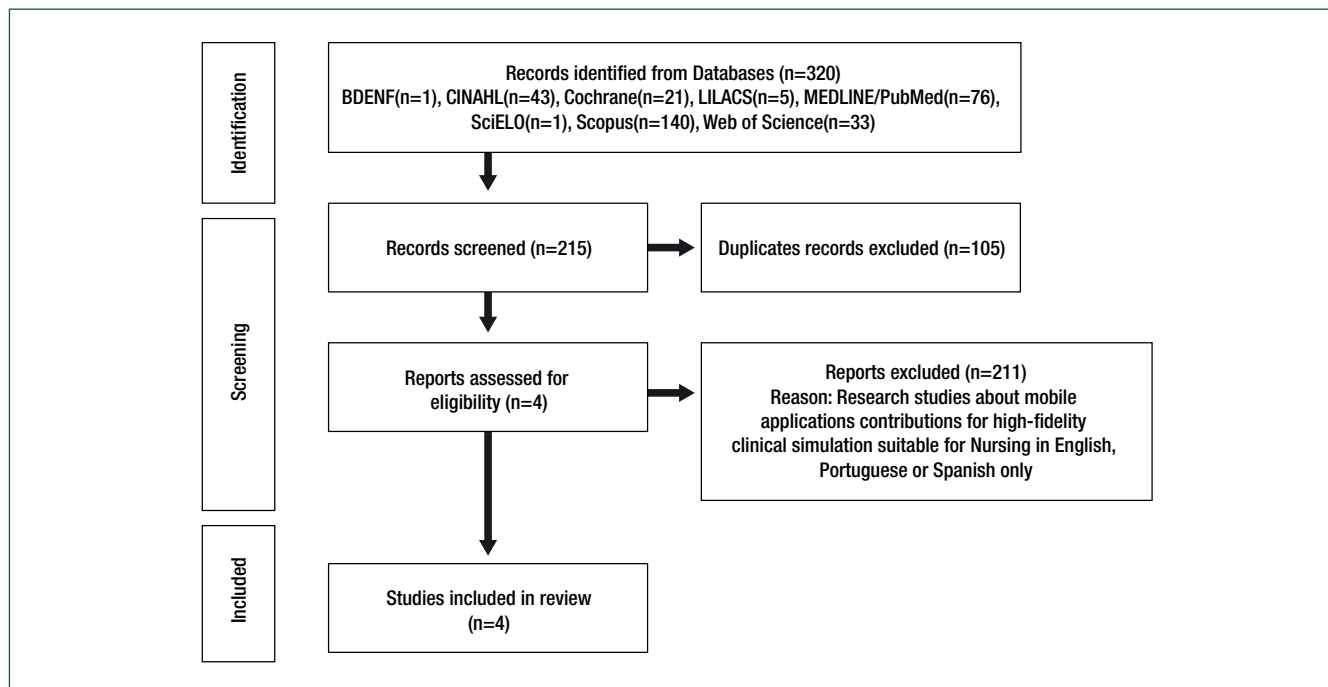 Identification
Records identified from Databases (n=320)
BDENF(n=1), CINAHL(n=43), Cochrane(n=21), LILACS(n=5), MEDLINE/PubMed(n=76),
SciELO(n=1), Scopus(n=140), Web of Science(n=33)
Screening
Records screened (n=215)
Duplicates records excluded (n=105)
Reports assessed for
eligibility (n=4)
Reports excluded (n=211)
Reason: Research studies about mobile
applications contributions for high-fidelity
clinical simulation suitable for Nursing in English,
Portuguese or Spanish only
Included
Studies included in review
(n=4)